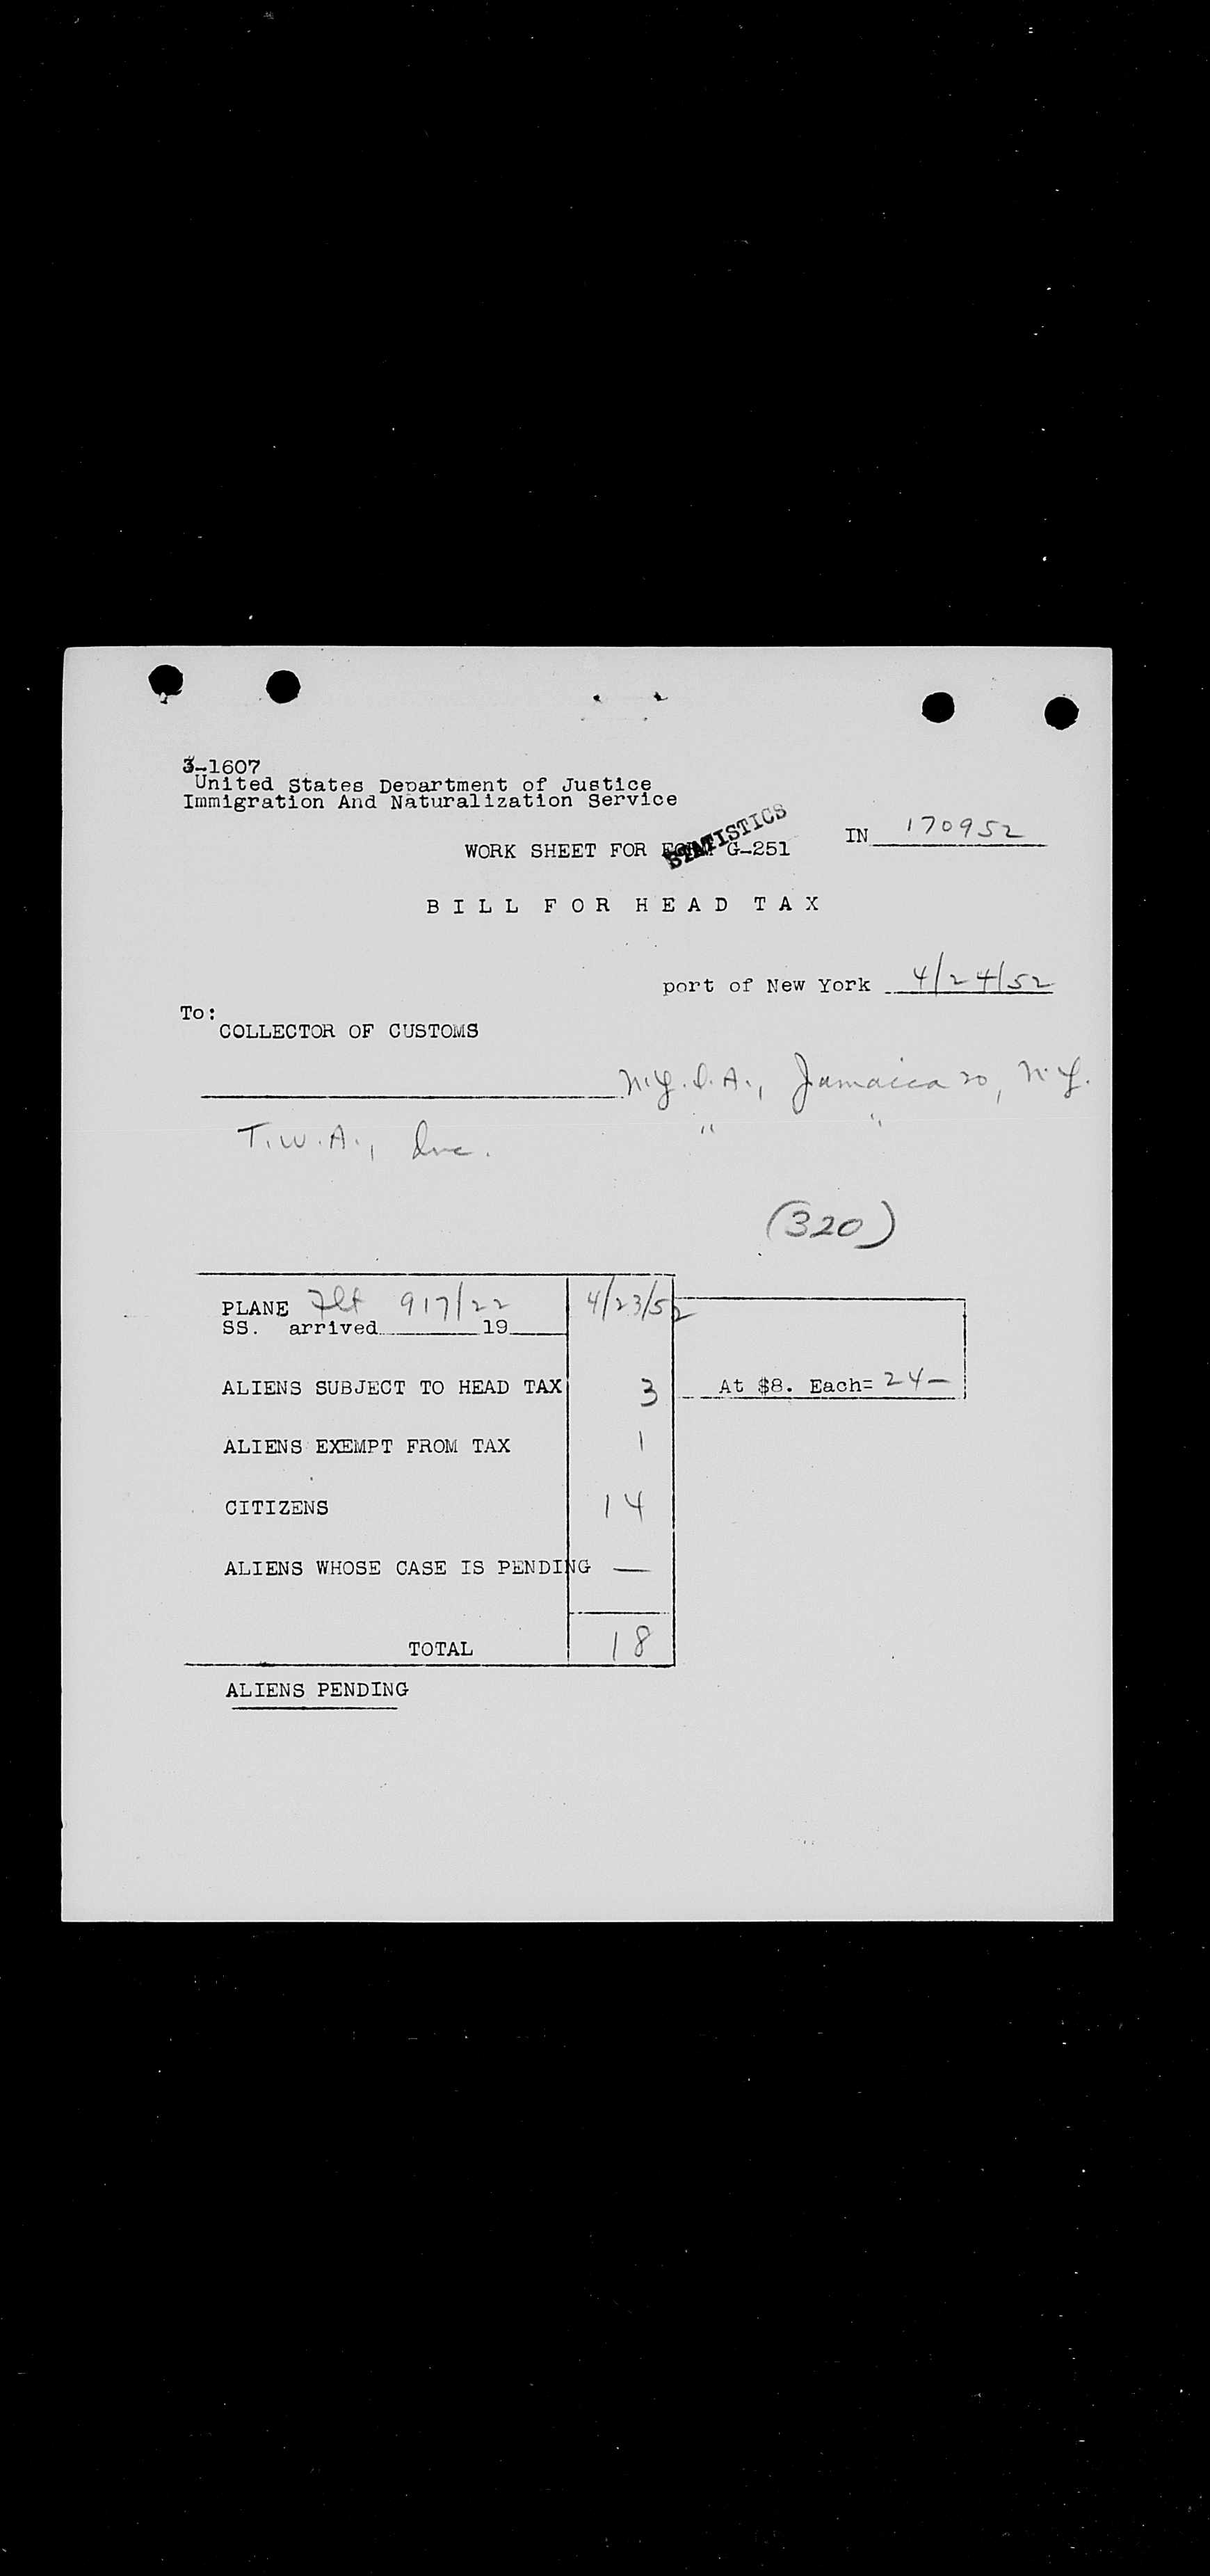 3-1607
United States Department of Justice
Immigration And Naturalization Service
STATISTICS
WORK SHEET FOR FORM G-251 IN 170952
BILL FOR HEAD TAX
port of New York 4/24/52
To:
COLLECTOR OF CUSTOMS
N.Y.I.A., Jamaica 20, N.Y.
T.W.A., Inc. " "
(320)
PLANE Flt 917/22 4/23/52
SS. arrived 19
ALIENS SUBJECT TO HEAD TAX 3 At $8. Each= 24-
ALIENS EXEMPT FROM TAX 1
CITIZENS 14
ALIENS WHOSE CASE IS PENDING —
TOTAL 18
ALIENS PENDING